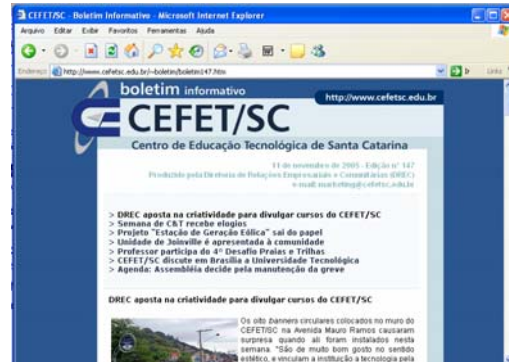 CEFET/SC - Boletim Informativo - Microsoft Internet Explorer
Arquivo Editar Exibir Favoritos Ferramentas Ajuda
Endereço http://www.cefetsc.edu.br/~boletim/boletim147.htm Ir Links
boletim informativo
http://www.cefetsc.edu.br
CEFET/SC
Centro de Educação Tecnológica de Santa Catarina
11 de novembro de 2005 - Edição nº 147
Produzido pela Diretoria de Relações Empresariais e Comunitárias (DREC)
e-mail: marketing@cefetsc.edu.br
> DREC aposta na criatividade para divulgar cursos do CEFET/SC
> Semana de C&T recebe elogios
> Projeto "Estação de Geração Eólica" sai do papel
> Unidade de Joinville é apresentada à comunidade
> Professor participa do 4º Desafio Praias e Trilhas
> CEFET/SC discute em Brasília a Universidade Tecnológica
> Agenda: Assembléia decide pela manutenção da greve
DREC aposta na criatividade para divulgar cursos do CEFET/SC
Os oito banners circulares colocados no muro do
CEFET/SC na Avenida Mauro Ramos causaram
surpresa quando ali foram instalados nesta
semana. "São de muito bom gosto no sentido
estético, e vinculam a instituição a tecnologia pela